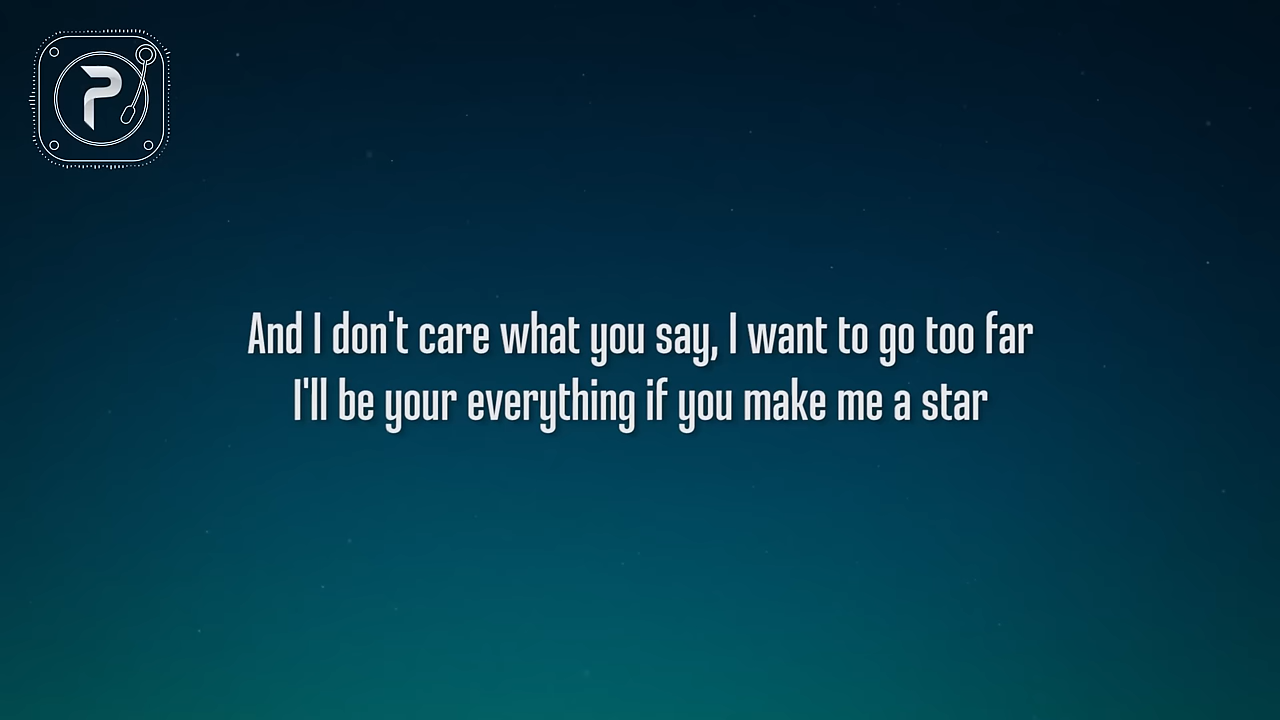 P
And I don't care what you say, I want to go too far
I'll be your everything if you make me a star